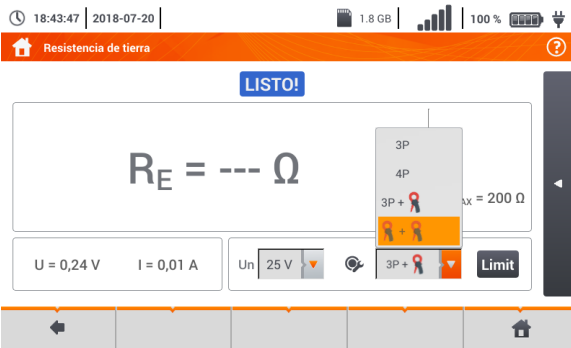 18:43:47 2018-07-20 1.8 GB 100 %
Resistencia de tierra ?
LISTO!
RE = --- Ω
3P
4P
3P +
+
= 200 Ω
U = 0,24 V I = 0,01 A
Un 25 V 3P + Limit